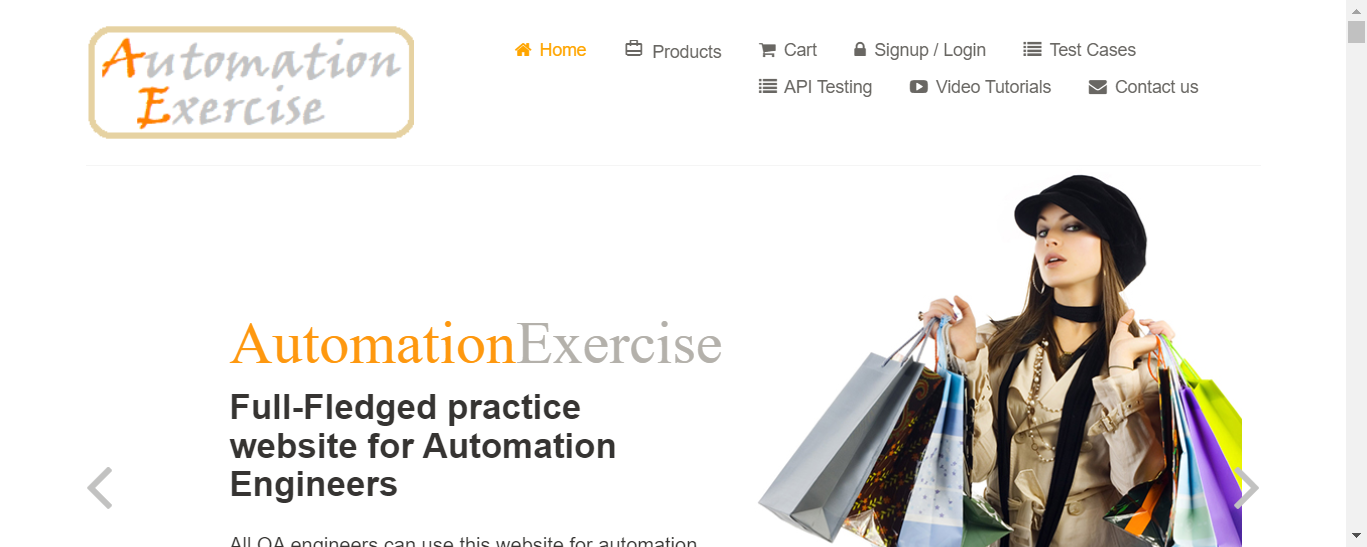 Automation
Exercise
Home Products Cart Signup / Login Test Cases
API Testing Video Tutorials Contact us
AutomationExercise
Full-Fledged practice
website for Automation
Engineers
All QA engineers can use this website for automation